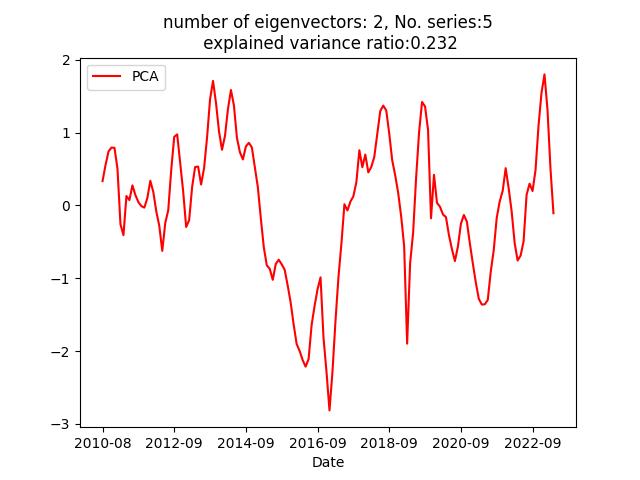 number of eigenvectors: 2, No. series:5
explained variance ratio:0.232
PCA
2
1
0
−1
−2
−3
2010-08 2012-09 2014-09 2016-09 2018-09 2020-09 2022-09
Date